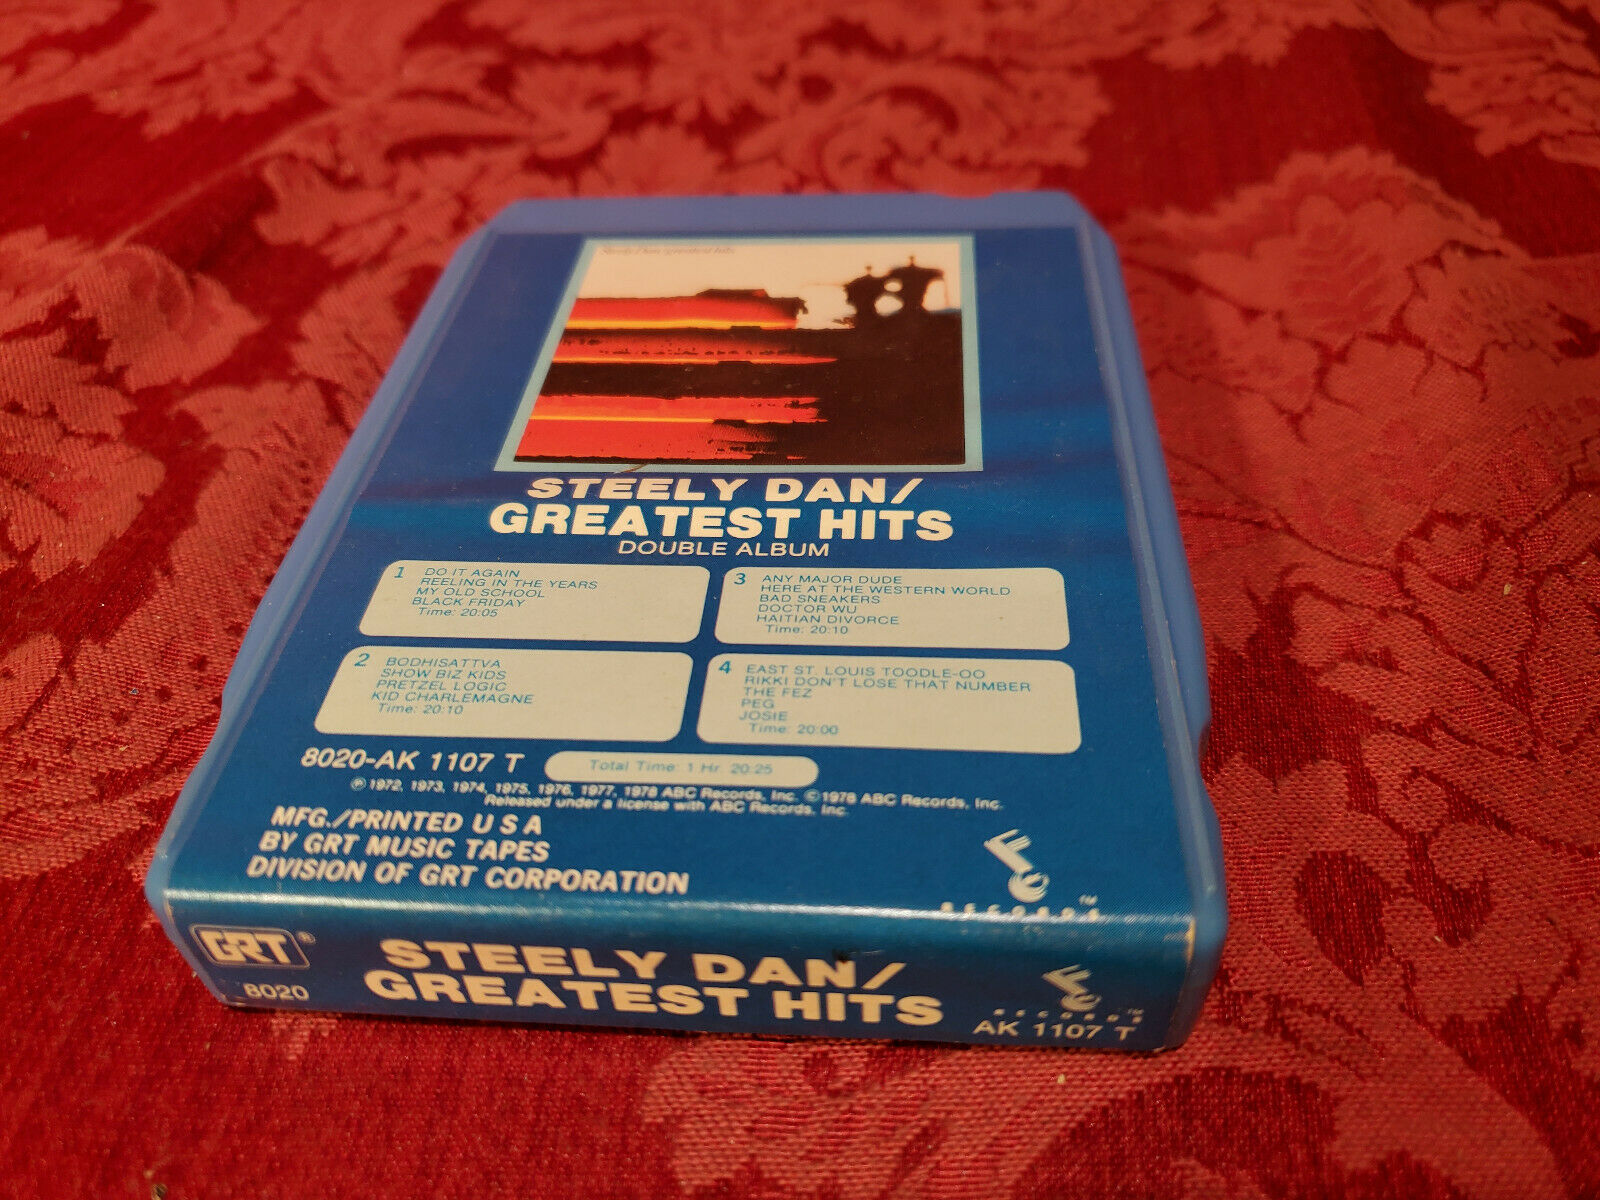 Steely Dan greatest hits
STEELY DAN/
GREATEST HITS
DOUBLE ALBUM
1 DO IT AGAIN
REELING IN THE YEARS
MY OLD SCHOOL
BLACK FRIDAY
Time: 20:05
2 BODHISATTVA
SHOW BIZ KIDS
PRETZEL LOGIC
KID CHARLEMAGNE
Time: 20:10
3 ANY MAJOR DUDE
HERE AT THE WESTERN WORLD
BAD SNEAKERS
DOCTOR WU
HAITIAN DIVORCE
Time: 20:10
4 EAST ST. LOUIS TOODLE-OO
RIKKI DON'T LOSE THAT NUMBER
THE FEZ
PEG
JOSIE
Time: 20:00
8020-AK 1107 T
Total Time: 1 Hr. 20:25
℗ 1972, 1973, 1974, 1975, 1976, 1977, 1978 ABC Records, Inc. © 1978 ABC Records, Inc.
Released under a license with ABC Records, Inc.
MFG./PRINTED U S A
BY GRT MUSIC TAPES
DIVISION OF GRT CORPORATION
RECORDS™
GRT®
8020
STEELY DAN/
GREATEST HITS
RECORDS™
AK 1107 T